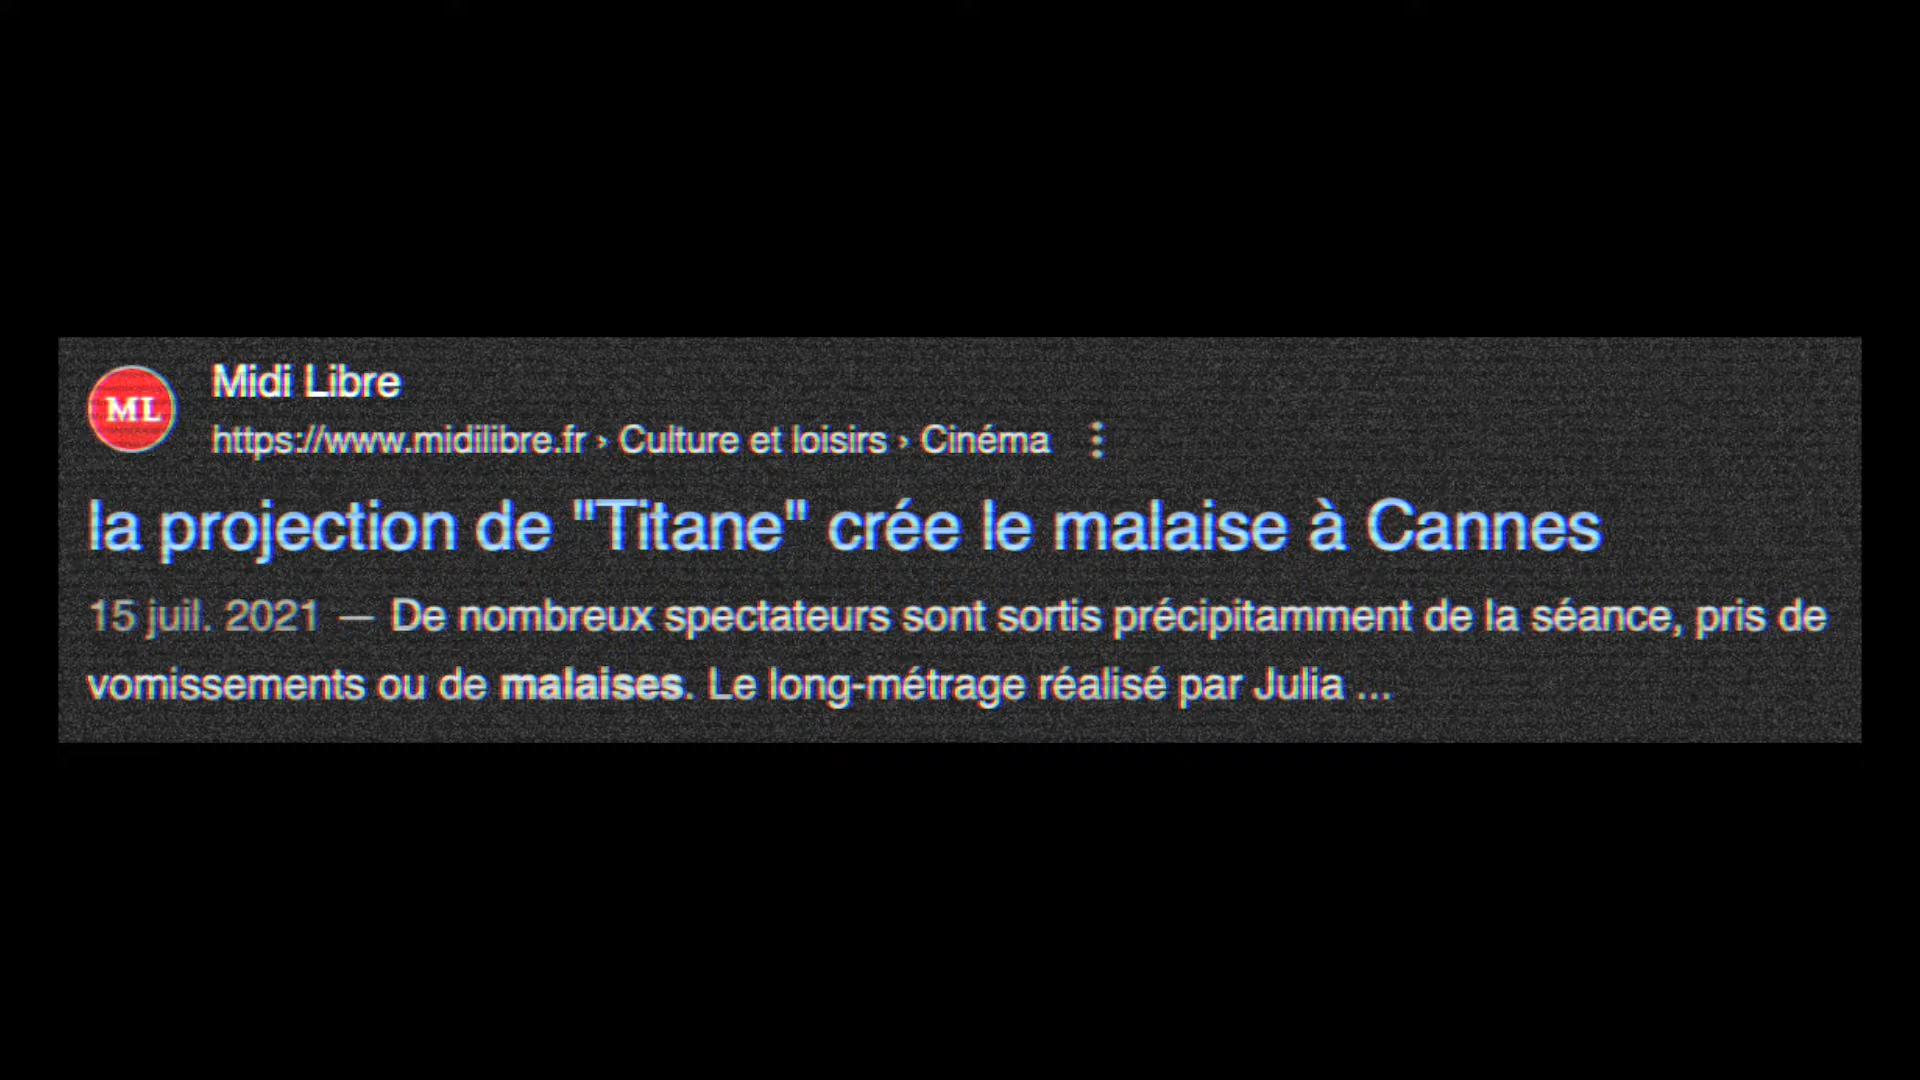 ML
Midi Libre
https://www.midilibre.fr › Culture et loisirs › Cinéma
la projection de "Titane" crée le malaise à Cannes
15 juil. 2021 — De nombreux spectateurs sont sortis précipitamment de la séance, pris de
vomissements ou de malaises. Le long-métrage réalisé par Julia ...